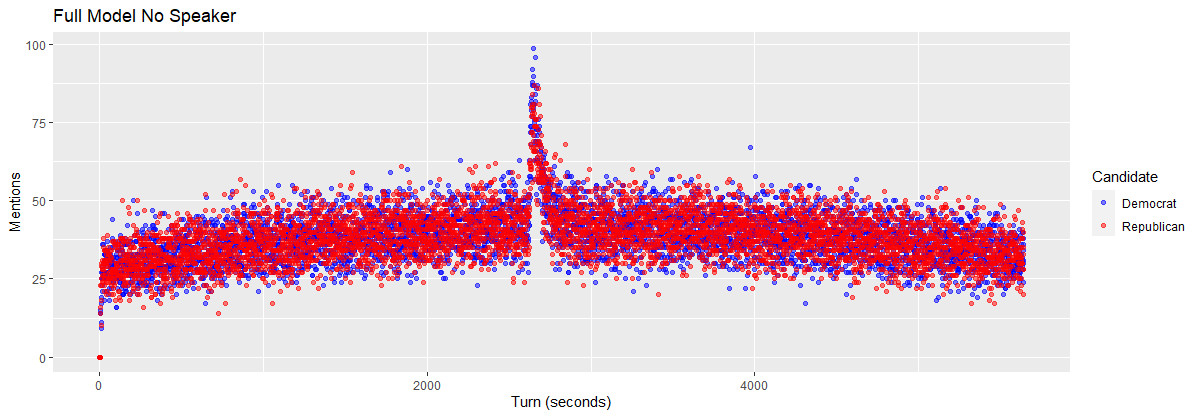 Full Model No Speaker
100
75
50
25
0
Mentions
0 2000 4000
Turn (seconds)
Candidate
Democrat
Republican